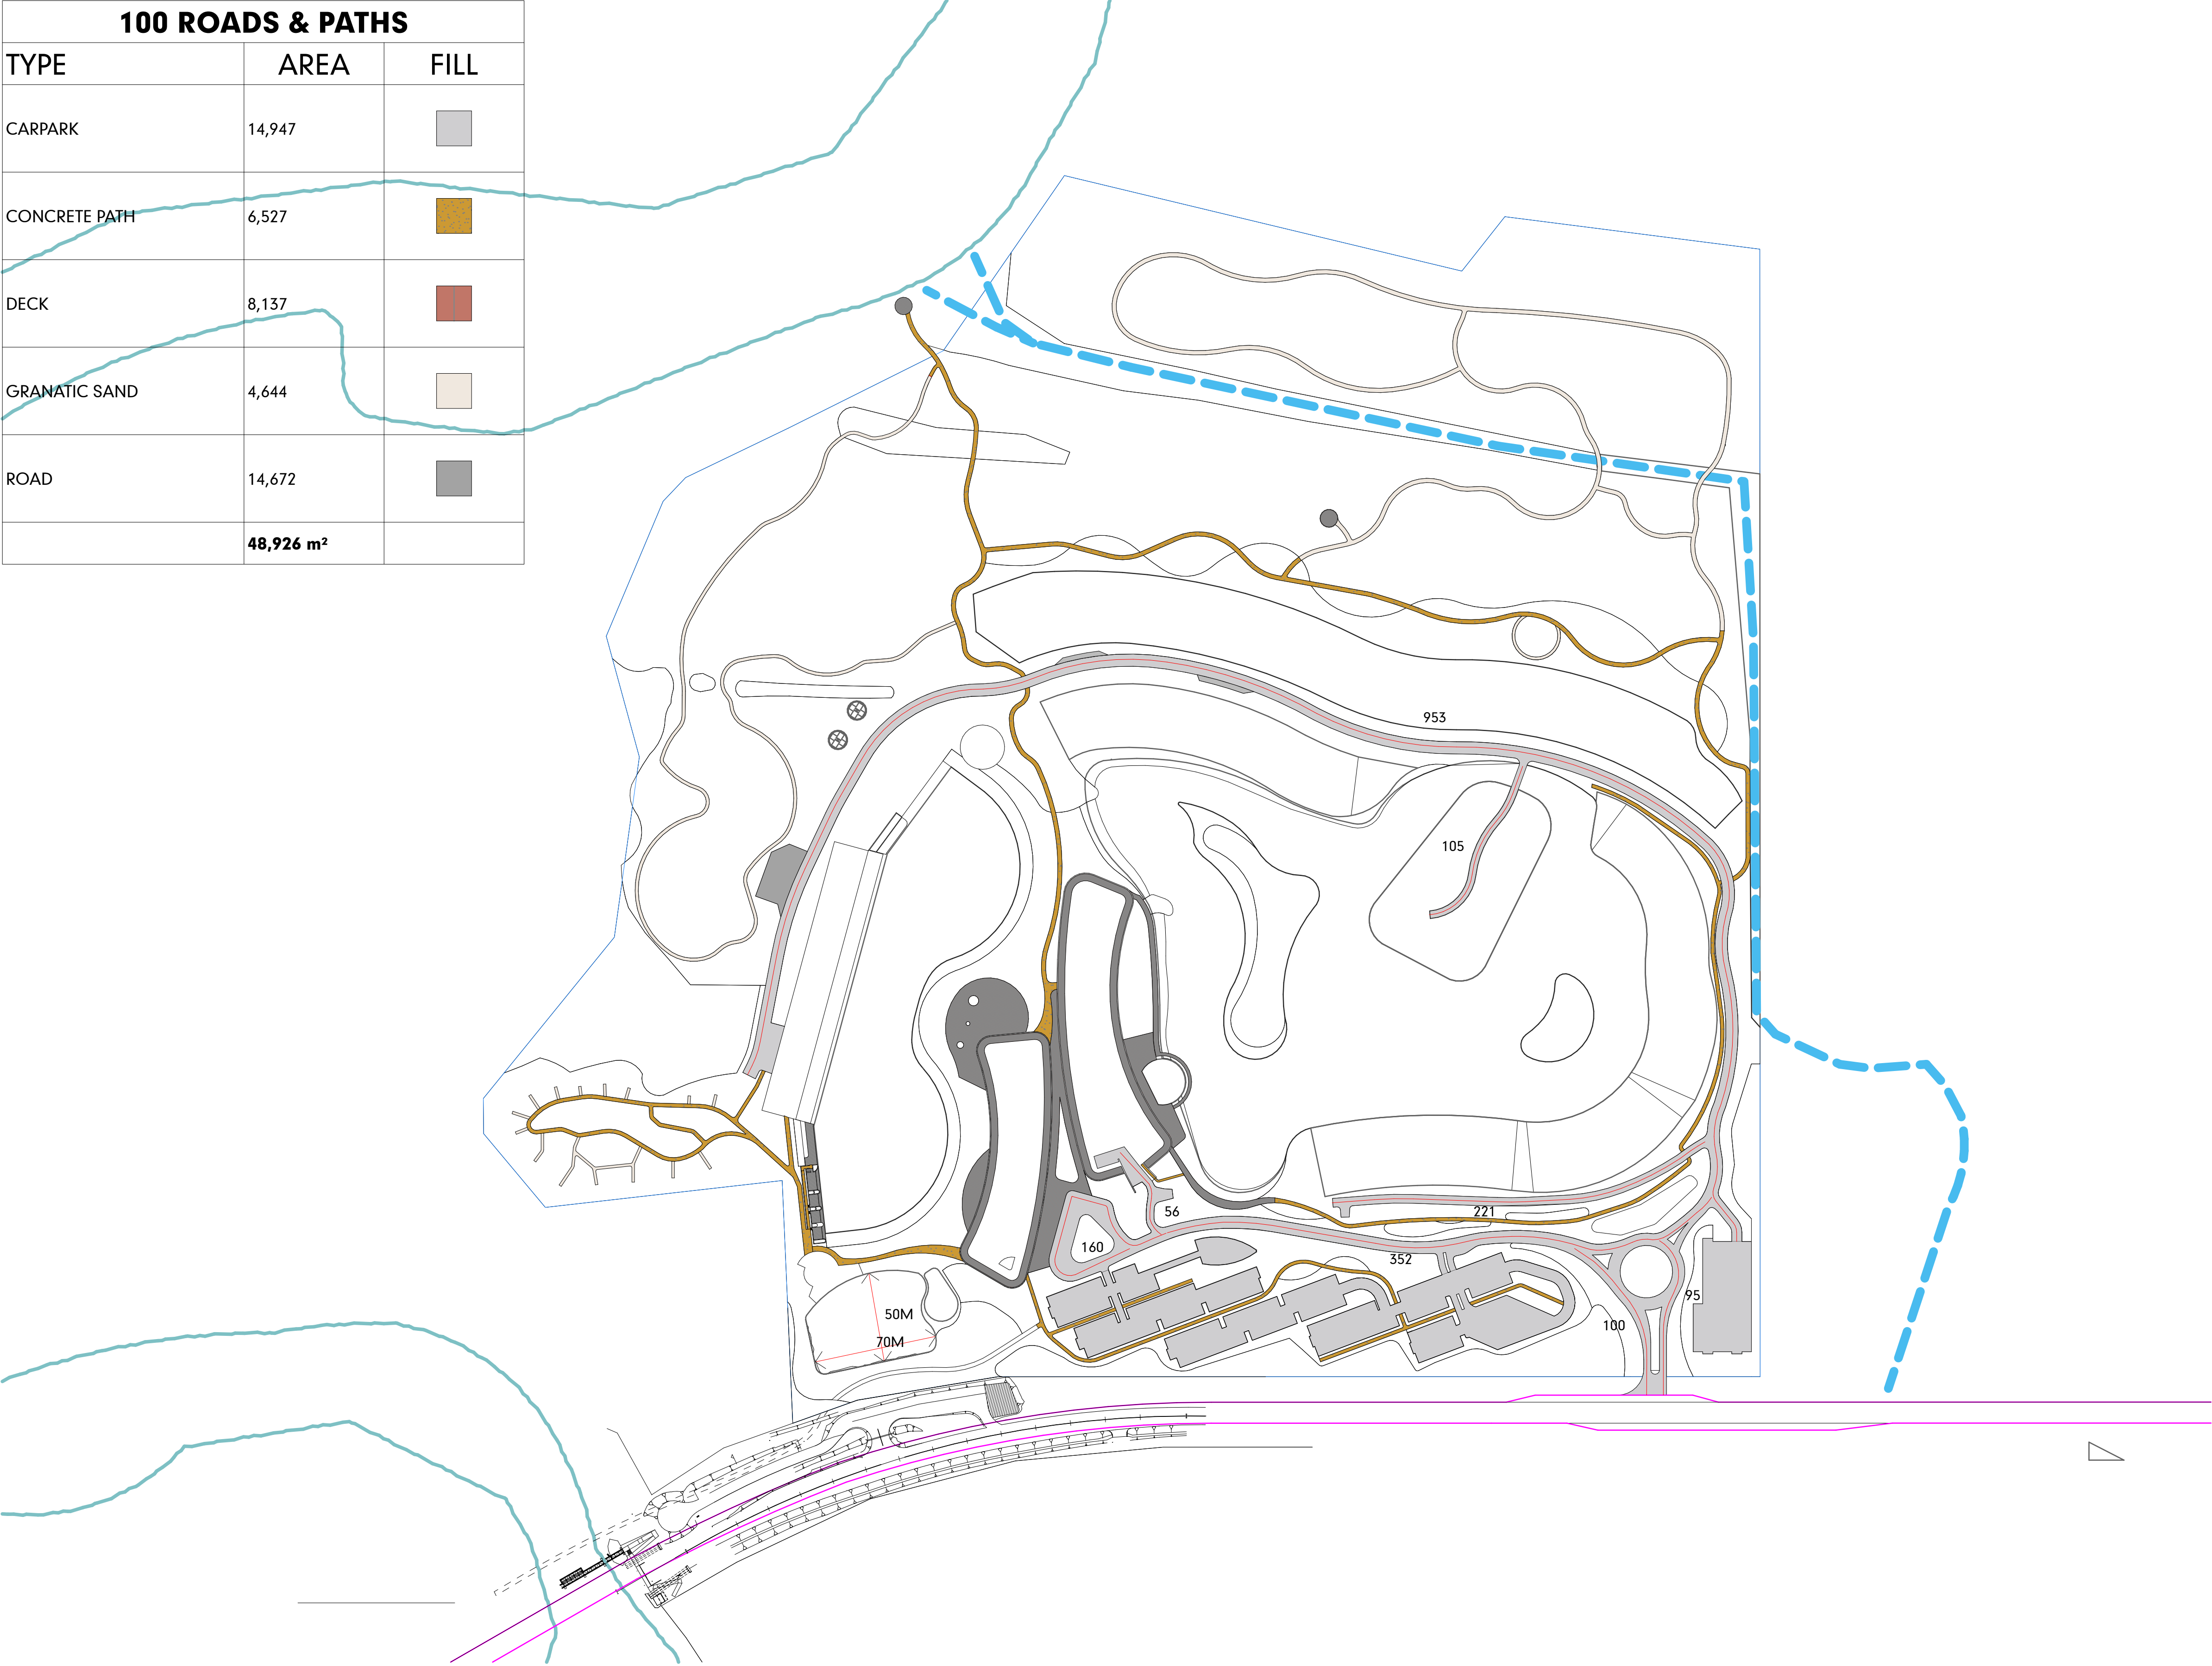 100 ROADS & PATHS
TYPE AREA FILL
CARPARK 14,947
CONCRETE PATH 6,527
DECK 8,137
GRANATIC SAND 4,644
ROAD 14,672
48,926 m²
953
105
56
221
160
352
95
50M
100
70M